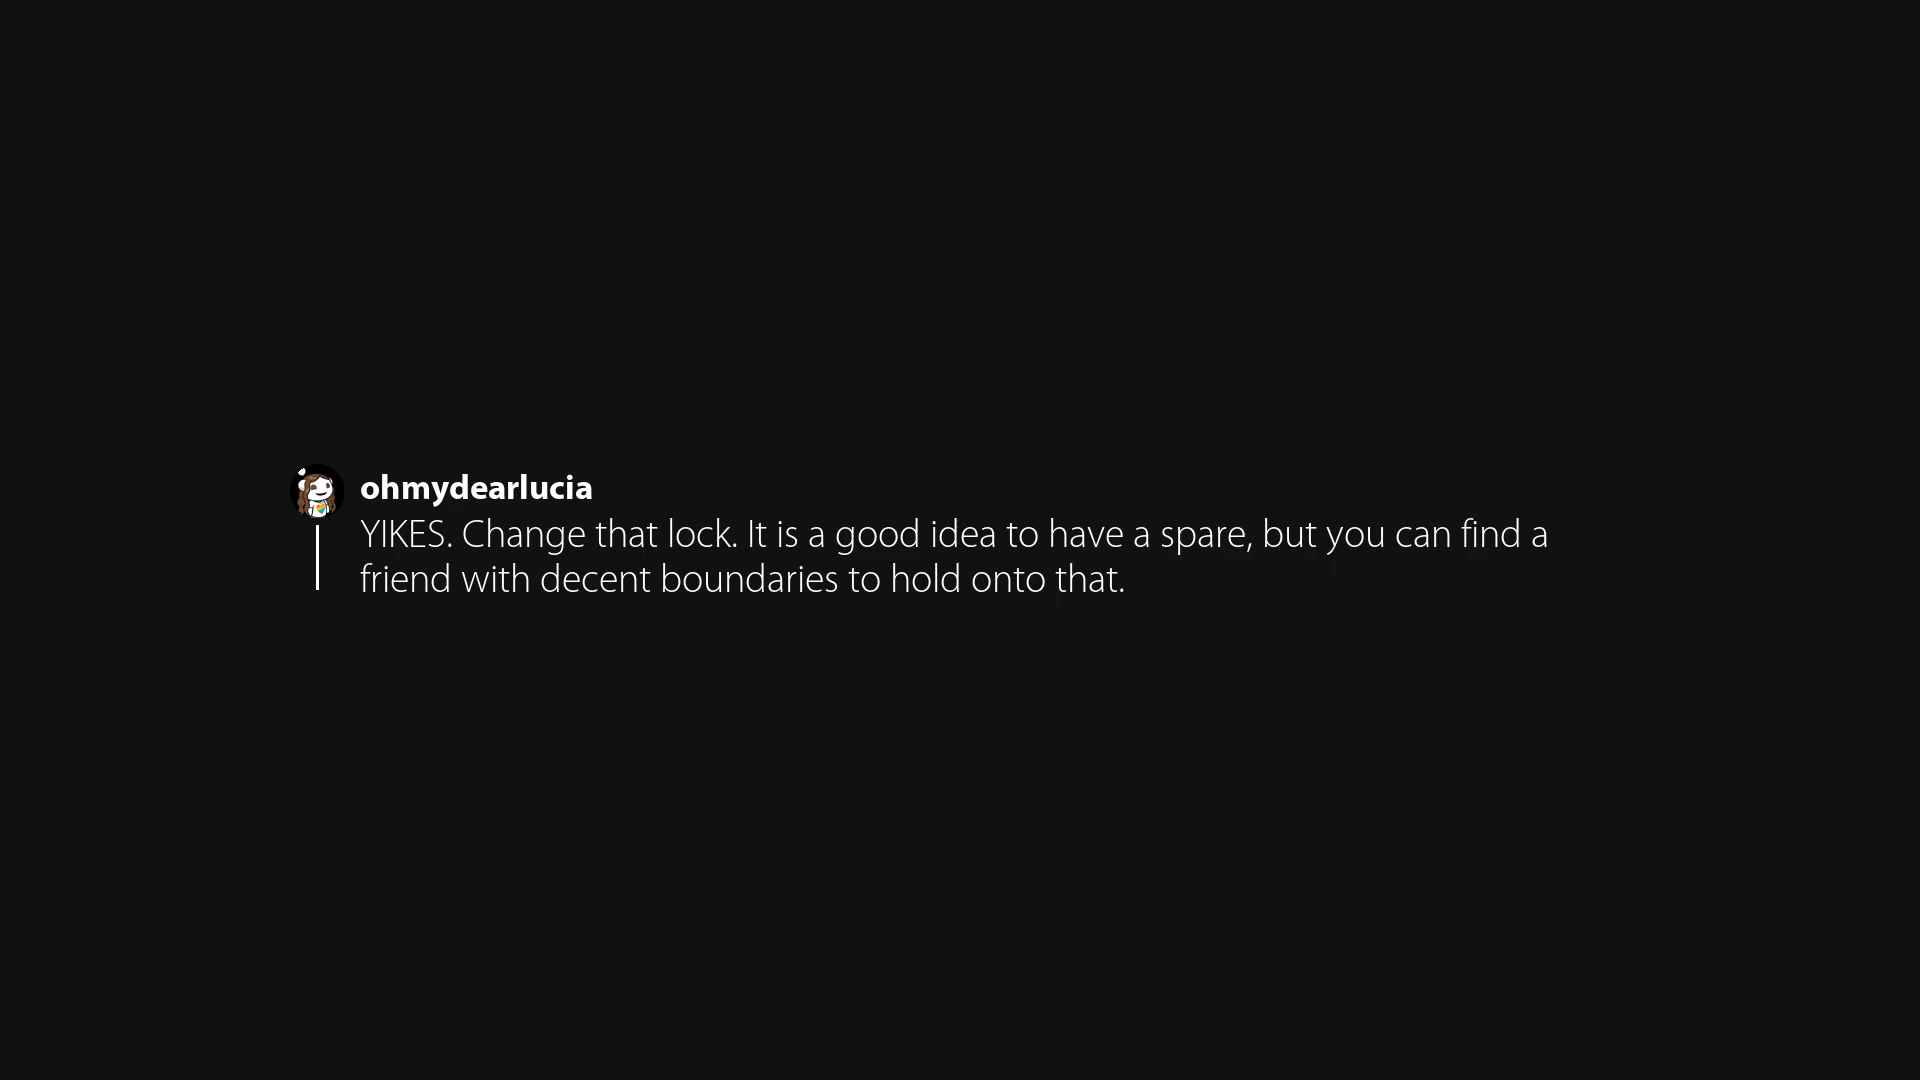 ohmydearlucia
YIKES. Change that lock. It is a good idea to have a spare, but you can find a
friend with decent boundaries to hold onto that.